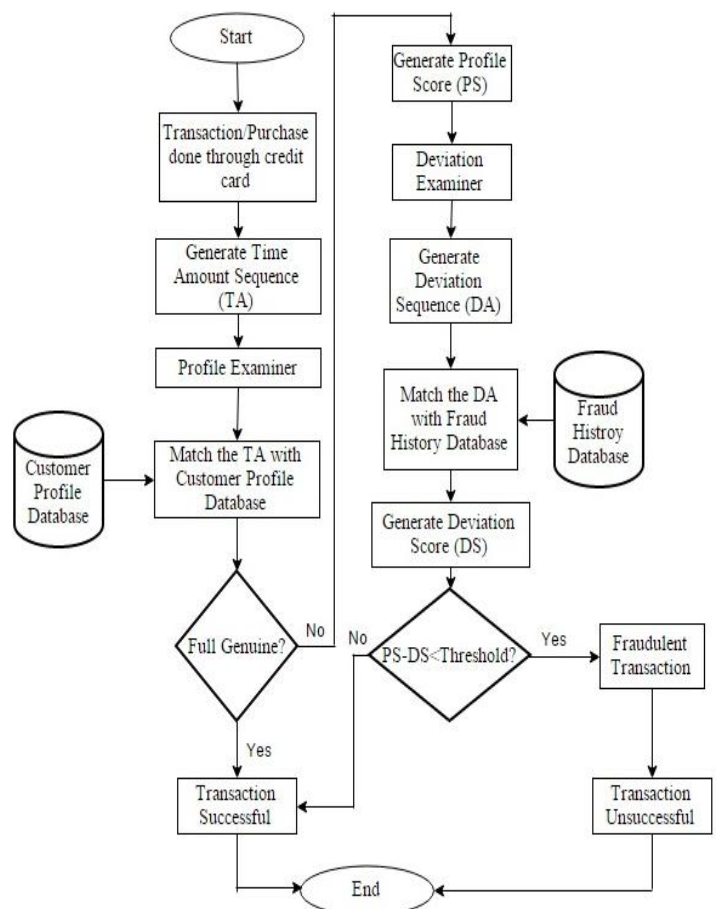 Start
Transaction/Purchase
done through credit
card
Generate Time
Amount Sequence
(TA)
Profile Examiner
Customer
Profile
Database
Match the TA with
Customer Profile
Database
Full Genuine?
No
Yes
Transaction
Successful
Generate Profile
Score (PS)
Deviation
Examiner
Generate
Deviation
Sequence (DA)
Match the DA
with Fraud
History Database
Fraud
Histroy
Database
Generate Deviation
Score (DS)
PS-DS<Threshold?
No
Yes
Fraudulent
Transaction
Transaction
Unsuccessful
End